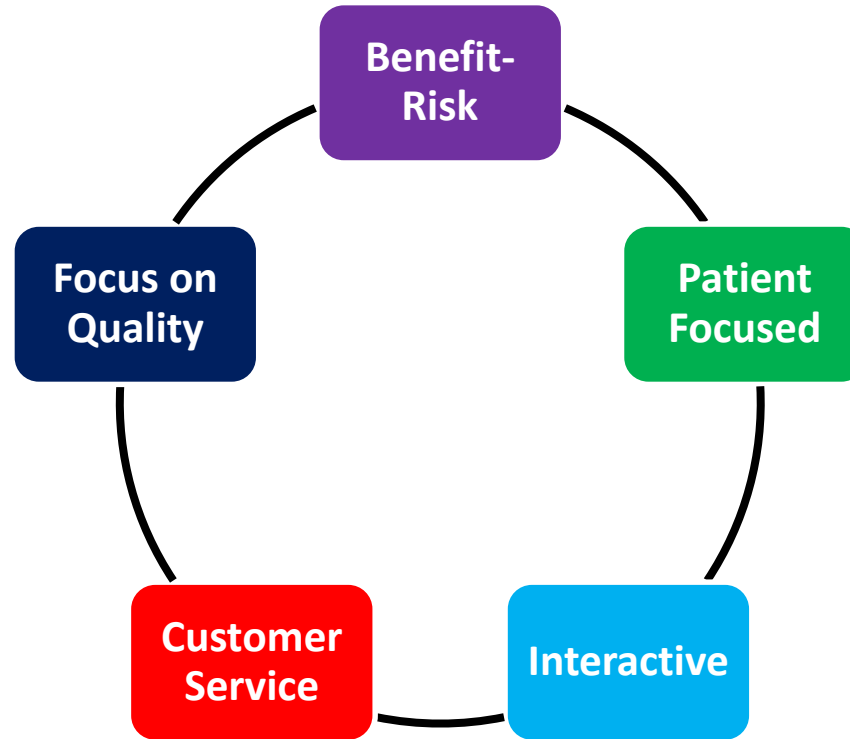 Benefit-
Risk
Patient
Focused
Interactive
Customer
Service
Focus on
Quality